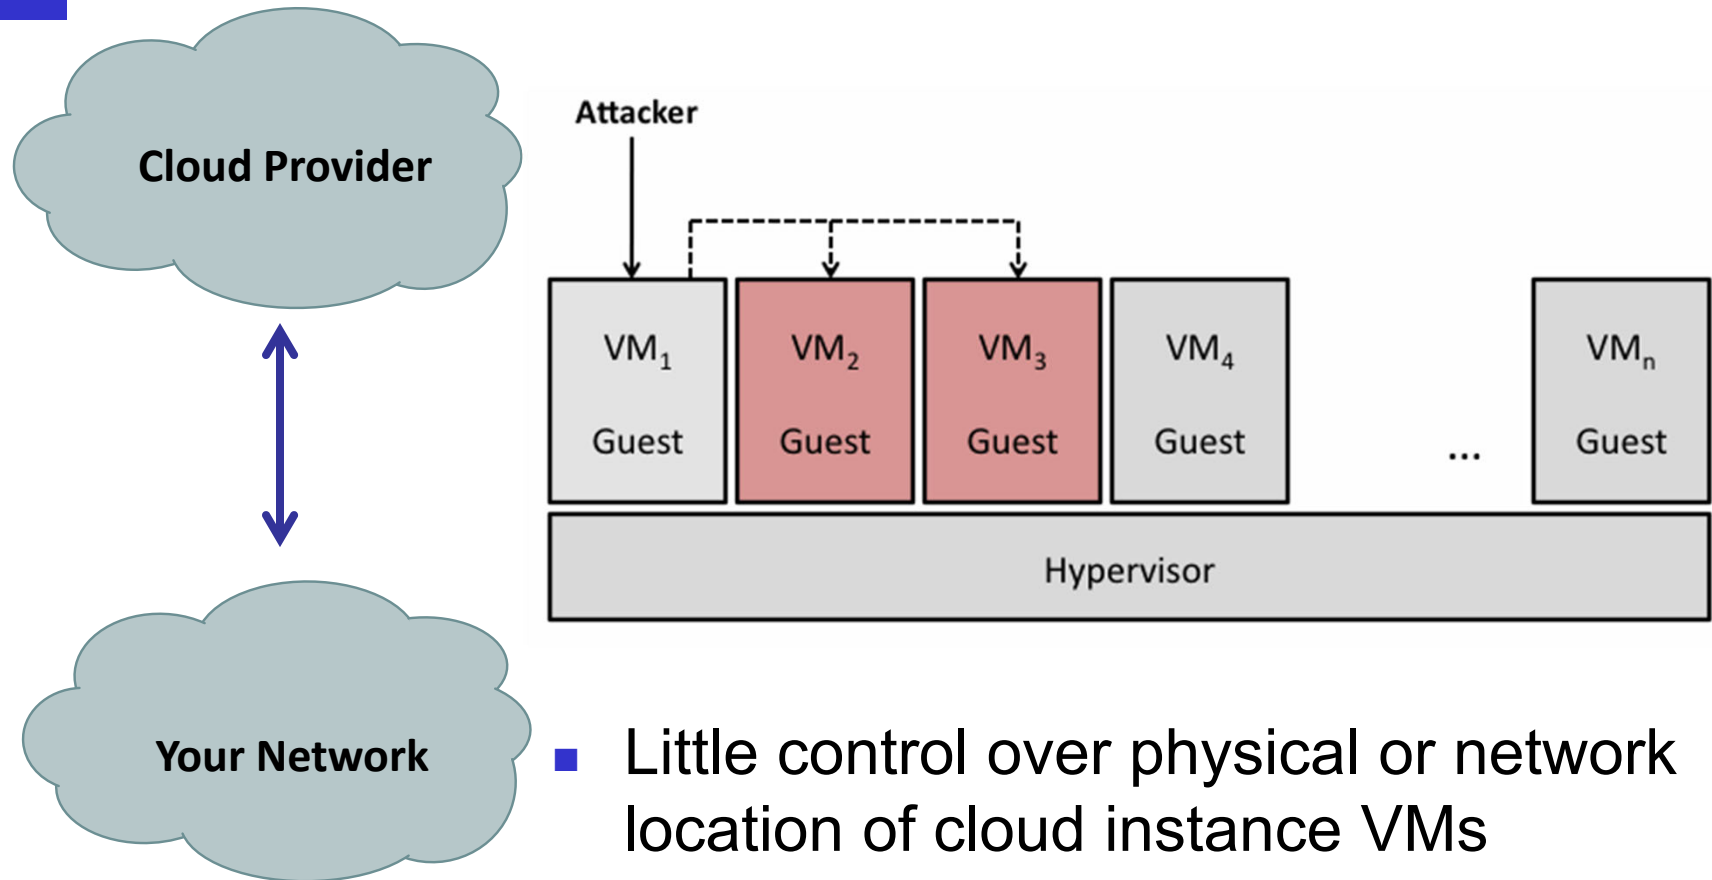 Cloud Provider
Attacker
VM1
Guest
VM2
Guest
VM3
Guest
VM4
Guest
...
VMn
Guest
Hypervisor
Your Network
Little control over physical or network
location of cloud instance VMs